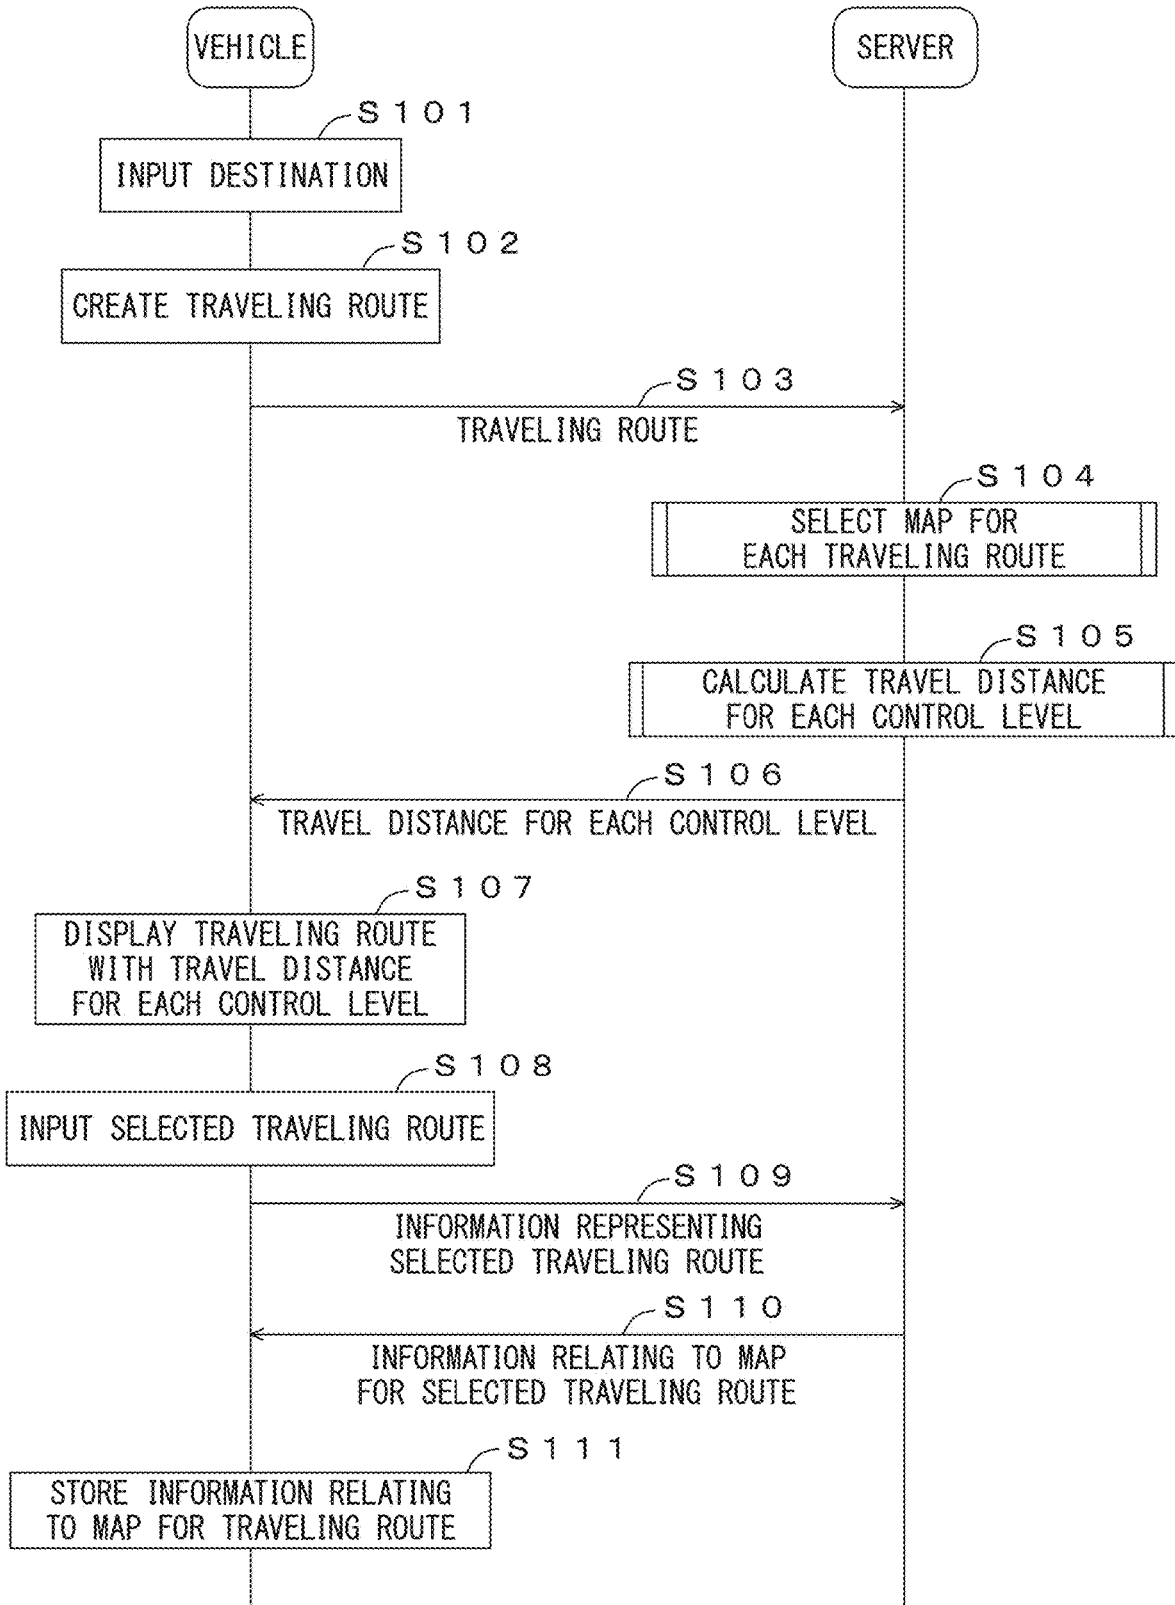 VEHICLE
SERVER
S101
INPUT DESTINATION
S102
CREATE TRAVELING ROUTE
S103
TRAVELING ROUTE
S104
SELECT MAP FOR
EACH TRAVELING ROUTE
S105
CALCULATE TRAVEL DISTANCE
FOR EACH CONTROL LEVEL
S106
TRAVEL DISTANCE FOR EACH CONTROL LEVEL
S107
DISPLAY TRAVELING ROUTE
WITH TRAVEL DISTANCE
FOR EACH CONTROL LEVEL
S108
INPUT SELECTED TRAVELING ROUTE
S109
INFORMATION REPRESENTING
SELECTED TRAVELING ROUTE
S110
INFORMATION RELATING TO MAP
FOR SELECTED TRAVELING ROUTE
S111
STORE INFORMATION RELATING
TO MAP FOR TRAVELING ROUTE